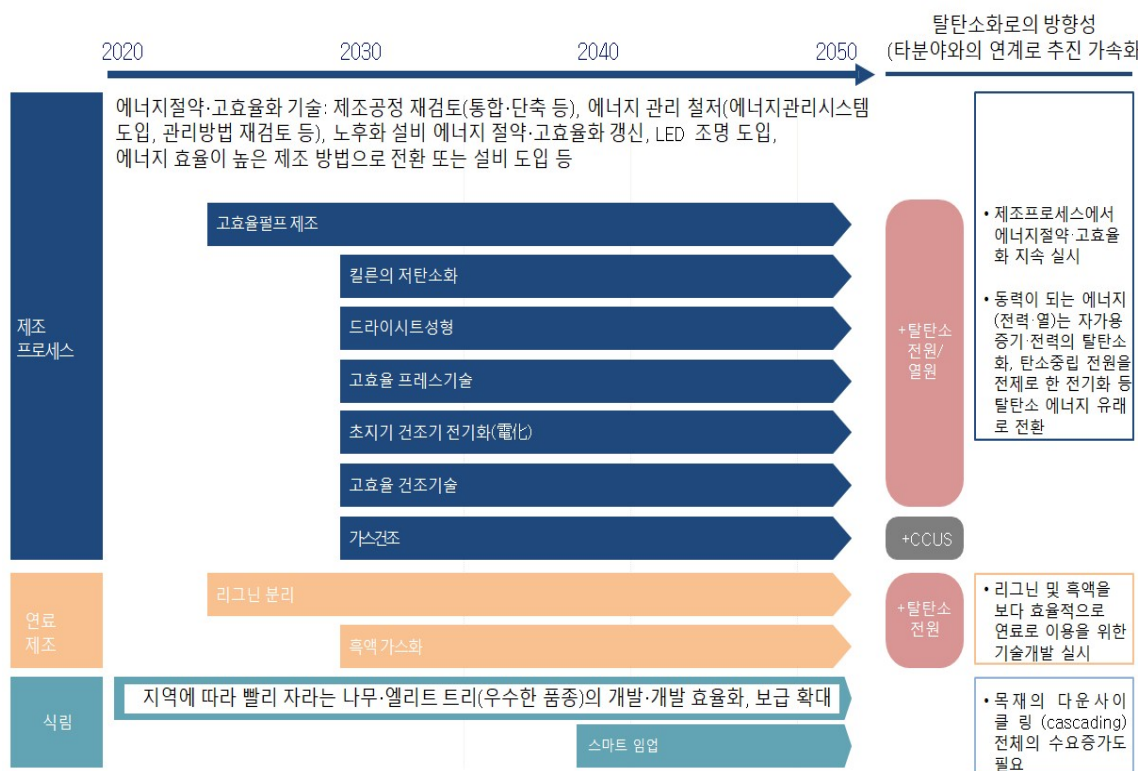 탈탄소화로의 방향성
(타분야와의 연계로 추진 가속화
2020 2030 2040 2050
에너지절약·고효율화 기술: 제조공정 재검토(통합·단축 등), 에너지 관리 철저(에너지관리시스템
도입, 관리방법 재검토 등), 노후화 설비 에너지 절약·고효율화 갱신, LED 조명 도입,
에너지 효율이 높은 제조 방법으로 전환 또는 설비 도입 등
제조
프로세스
고효율펄프 제조
킬른의 저탄소화
드라이시트성형
고효율 프레스기술
초지기 건조기 전기화(電化)
고효율 건조기술
가스건조
+탈탄소
전원/
열원
+CCUS
• 제조프로세스에서
에너지절약·고효율
화 지속 실시
• 동력이 되는 에너지
(전력·열)는 자가용
증기·전력의 탈탄소
화, 탄소중립 전원을
전제로 한 전기화 등
탈탄소 에너지 유래
로 전환
연료
제조
리그닌 분리
흑액 가스화
+탈탄소
전원
• 리그닌 및 흑액을
보다 효율적으로
연료로 이용을 위한
기술개발 실시
식림
지역에 따라 빨리 자라는 나무·엘리트 트리(우수한 품종)의 개발·개발 효율화, 보급 확대
스마트 임업
• 목재의 다운사이
클링(cascading)
전체의 수요증가도
필요